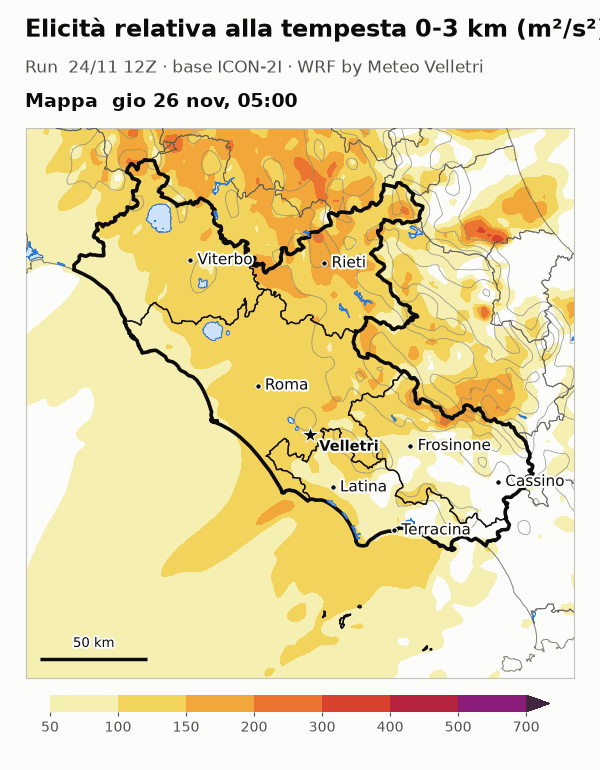 Elicità relativa alla tempesta 0-3 km (m²/s²)
Run 24/11 12Z · base ICON-2I · WRF by Meteo Velletri
Mappa gio 26 nov, 05:00
Viterbo
Rieti
Roma
Velletri
Frosinone
Latina
Cassino
Terracina
50 km
50 100 150 200 300 400 500 700